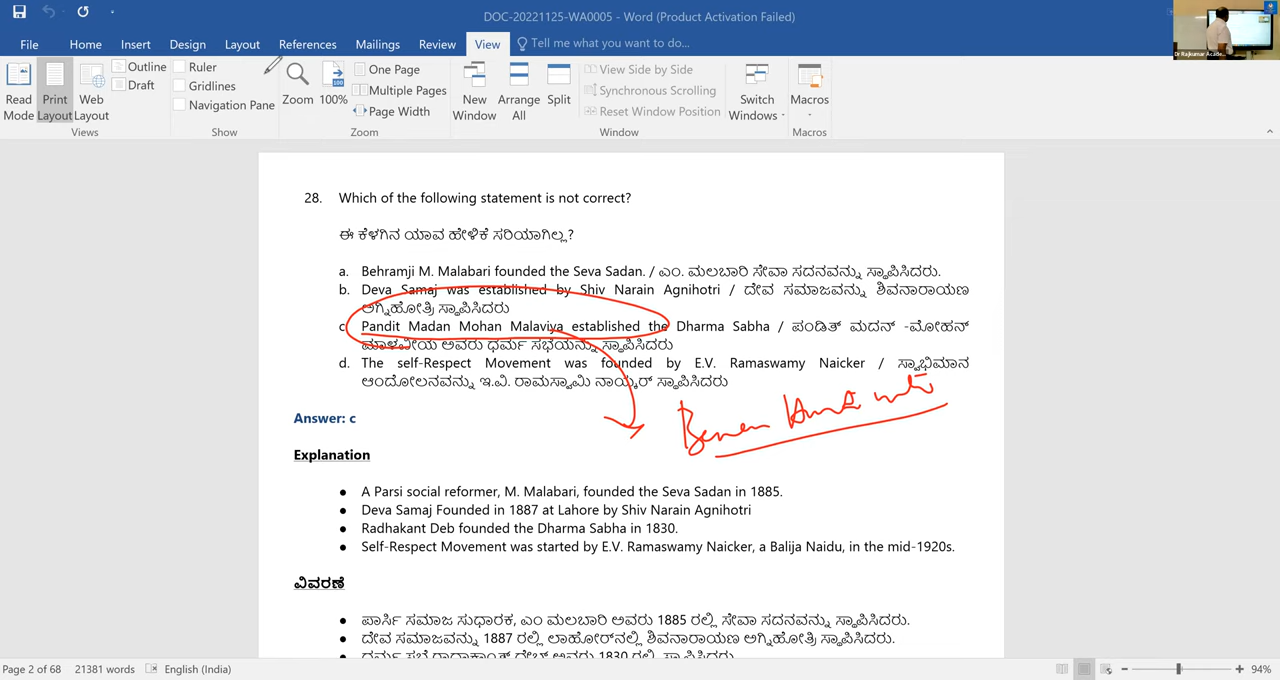 DOC-20221125-WA0005 - Word (Product Activation Failed)
File Home Insert Design Layout References Mailings Review View Tell me what you want to do...
Read Mode
Print Layout
Web Layout
Outline
Draft
Views
Ruler
Gridlines
Navigation Pane
Show
Zoom
100%
One Page
Multiple Pages
Page Width
Zoom
New Window
Arrange All
Split
View Side by Side
Synchronous Scrolling
Reset Window Position
Window
Switch Windows
Macros
Macros
28. Which of the following statement is not correct?
ಈ ಕೆಳಗಿನ ಯಾವ ಹೇಳಿಕೆ ಸರಿಯಾಗಿಲ್ಲ?
a. Behramji M. Malabari founded the Seva Sadan. / ಎಂ. ಮಲಬಾರಿ ಸೇವಾ ಸದನವನ್ನು ಸ್ಥಾಪಿಸಿದರು.
b. Deva Samaj was established by Shiv Narain Agnihotri / ದೇವ ಸಮಾಜವನ್ನು ಶಿವನಾರಾಯಣ
ಅಗ್ನಿಹೋತ್ರಿ ಸ್ಥಾಪಿಸಿದರು
c. Pandit Madan Mohan Malaviya established the Dharma Sabha / ಪಂಡಿತ್ ಮದನ್ -ಮೋಹನ್
ಮಾಳವೀಯ ಅವರು ಧರ್ಮ ಸಭೆಯನ್ನು ಸ್ಥಾಪಿಸಿದರು
d. The self-Respect Movement was founded by E.V. Ramaswamy Naicker / ಸ್ವಾಭಿಮಾನ
ಆಂದೋಲನವನ್ನು ಇ.ವಿ. ರಾಮಸ್ವಾಮಿ ನಾಯ್ಕರ್ ಸ್ಥಾಪಿಸಿದರು
Answer: c
Explanation
● A Parsi social reformer, M. Malabari, founded the Seva Sadan in 1885.
● Deva Samaj Founded in 1887 at Lahore by Shiv Narain Agnihotri
● Radhakant Deb founded the Dharma Sabha in 1830.
● Self-Respect Movement was started by E.V. Ramaswamy Naicker, a Balija Naidu, in the mid-1920s.
ವಿವರಣೆ
● ಪಾರ್ಸಿ ಸಮಾಜ ಸುಧಾರಕ, ಎಂ ಮಲಬಾರಿ ಅವರು 1885 ರಲ್ಲಿ ಸೇವಾ ಸದನವನ್ನು ಸ್ಥಾಪಿಸಿದರು.
● ದೇವ ಸಮಾಜವನ್ನು 1887 ರಲ್ಲಿ ಲಾಹೋರ್‌ನಲ್ಲಿ ಶಿವನಾರಾಯಣ ಅಗ್ನಿಹೋತ್ರಿ ಸ್ಥಾಪಿಸಿದರು.
● ಧರ್ಮ ಸಭೆ ರಾಧಾಕಾಂತ್ ದೇಬ್ ಅವರು 1830 ರಲ್ಲಿ ಸ್ಥಾಪಿಸಿದರು
Page 2 of 68 21381 words English (India) 94%